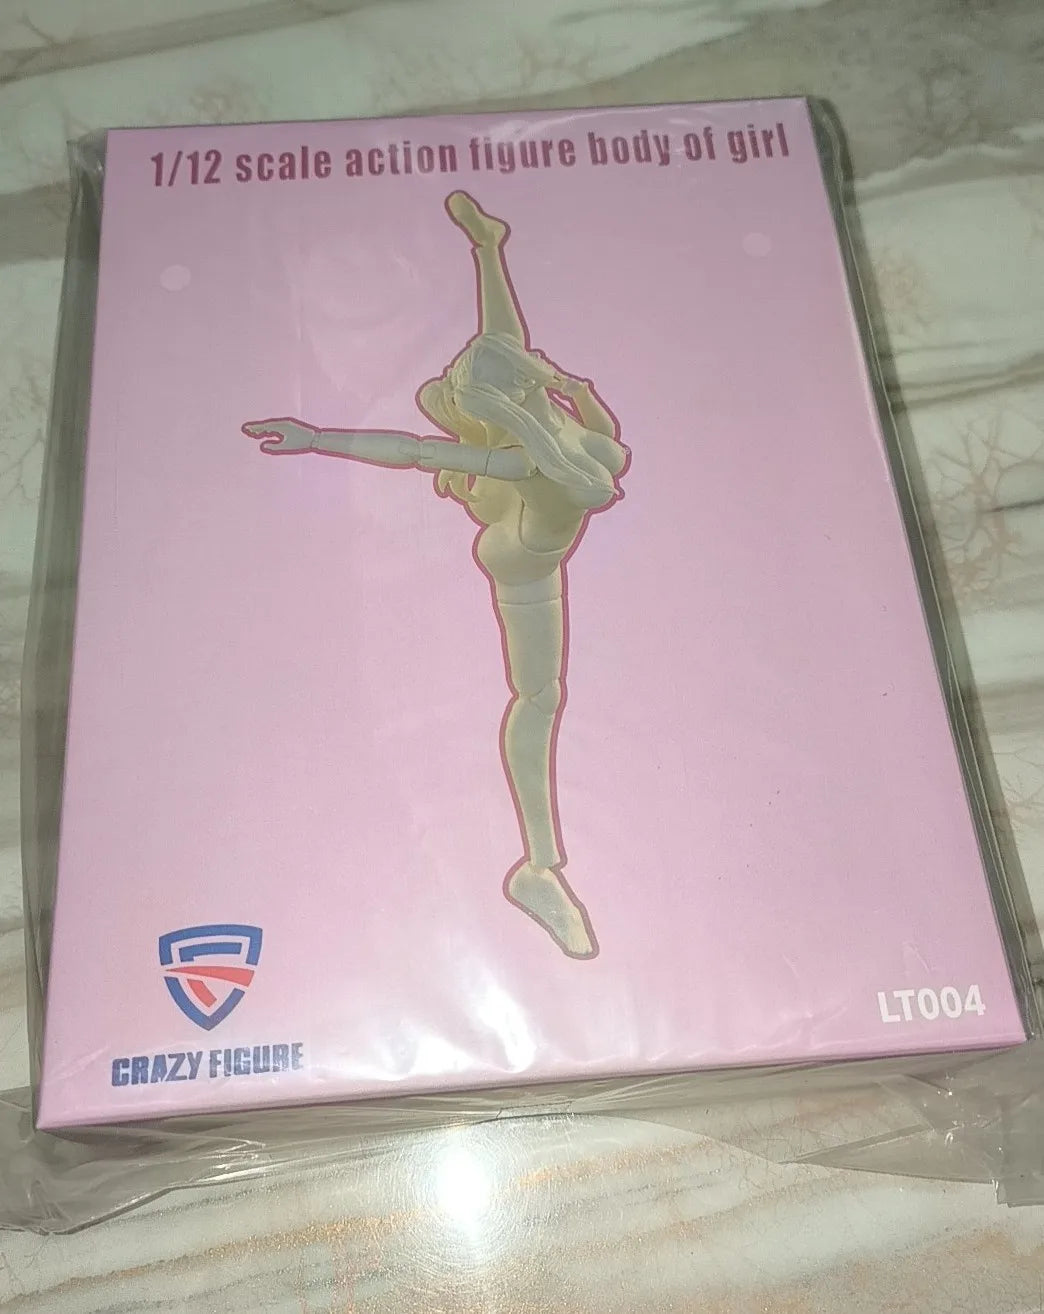 1/12 scale action figure body of girl
LT004
CRAZY FIGURE